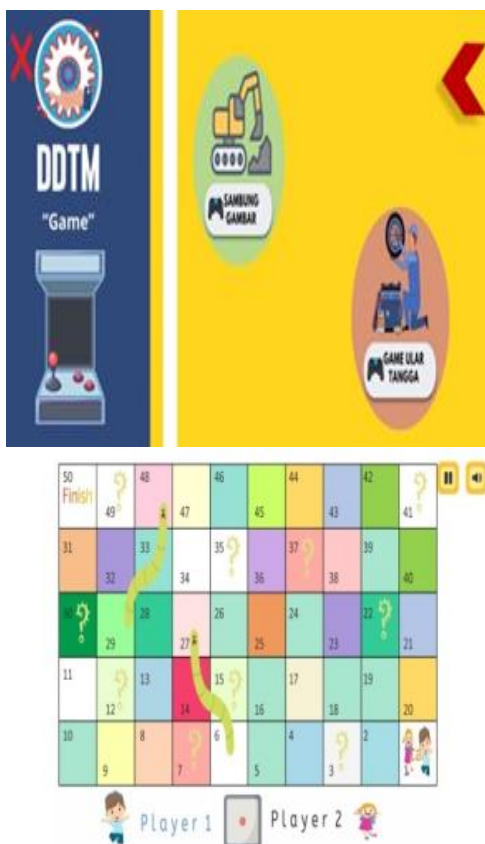 DDTM
"Game"
SAMBUNG
GAMBAR
GAME ULAR
TANGGA
50 Finish ? 49 48 47 46 45 44 43 42 ? 41
31 32 33 34 35 ? 36 37 ? 38 39 40
30 ? 29 28 27 26 25 24 23 22 ? 21
11 12 ? 13 14 15 ? 16 17 18 19 20
10 9 8 7 ? 6 5 4 3 ? 2 1
Player 1 Player 2